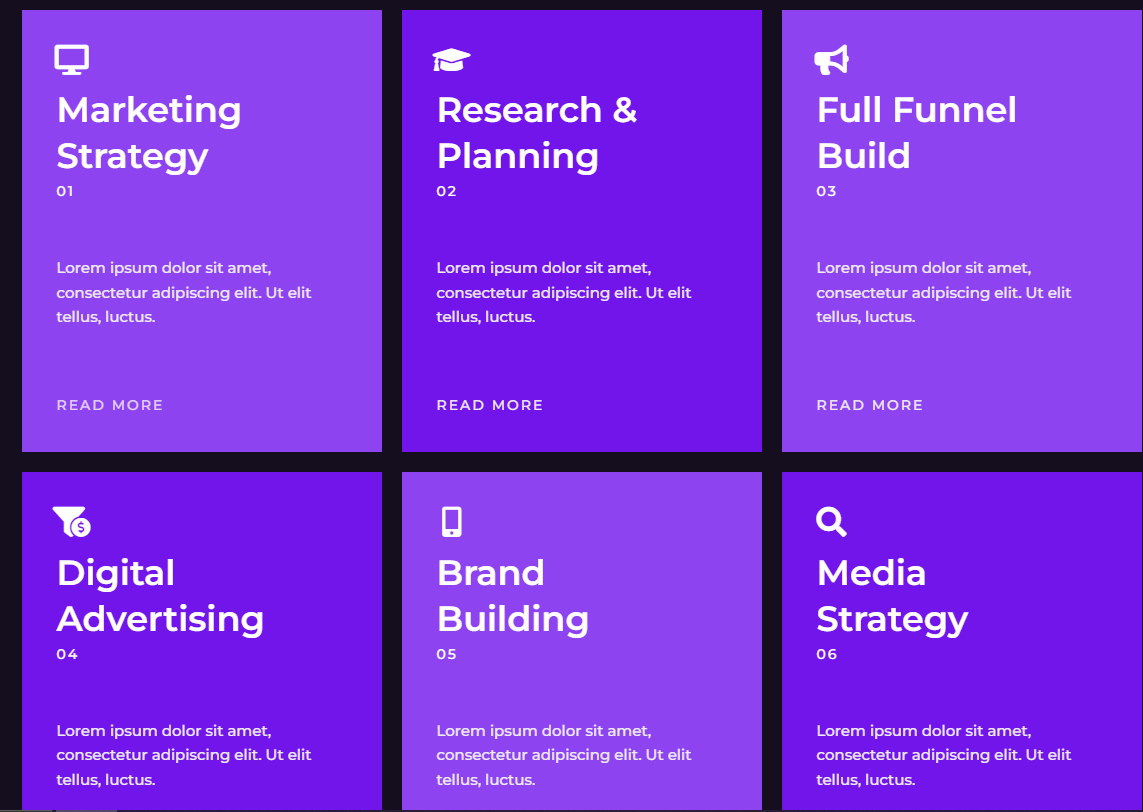 Marketing
Strategy
01
Lorem ipsum dolor sit amet,
consectetur adipiscing elit. Ut elit
tellus, luctus.
READ MORE
Research &
Planning
02
Lorem ipsum dolor sit amet,
consectetur adipiscing elit. Ut elit
tellus, luctus.
READ MORE
Full Funnel
Build
03
Lorem ipsum dolor sit amet,
consectetur adipiscing elit. Ut elit
tellus, luctus.
READ MORE
$
Digital
Advertising
04
Lorem ipsum dolor sit amet,
consectetur adipiscing elit. Ut elit
tellus, luctus.
Brand
Building
05
Lorem ipsum dolor sit amet,
consectetur adipiscing elit. Ut elit
tellus, luctus.
Media
Strategy
06
Lorem ipsum dolor sit amet,
consectetur adipiscing elit. Ut elit
tellus, luctus.